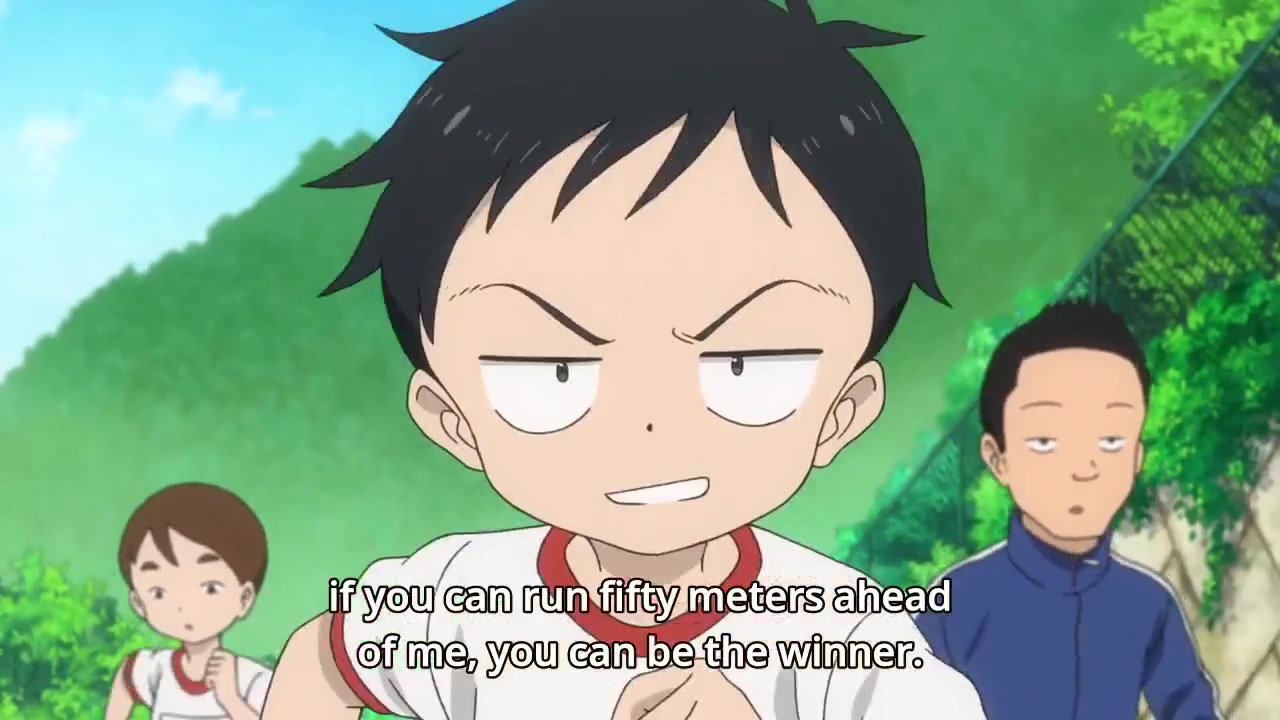 if you can run fifty meters ahead
of me, you can be the winner.